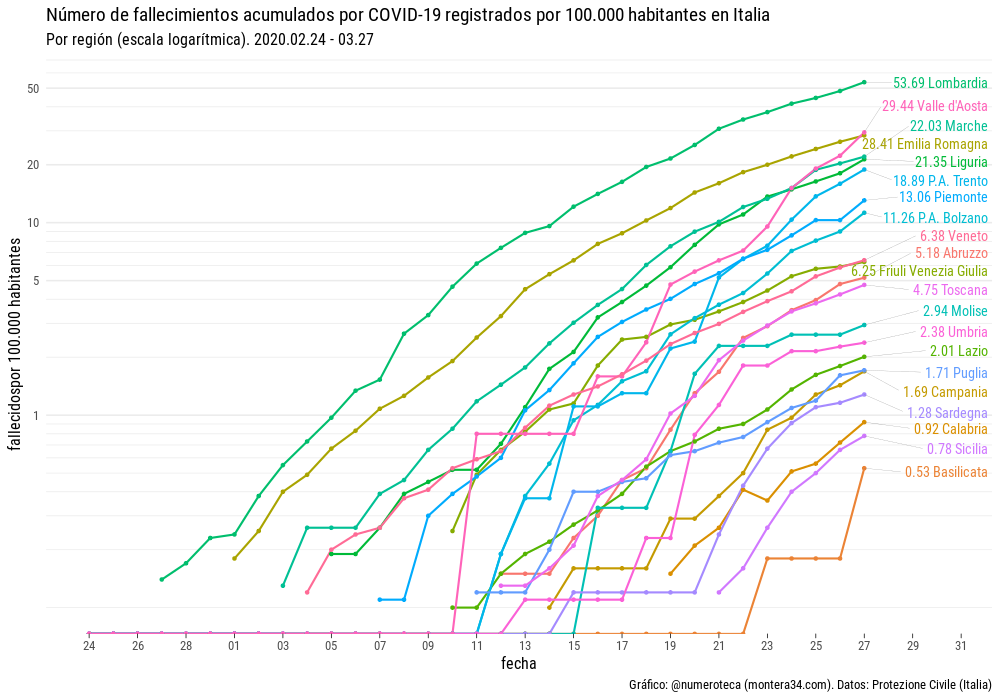 Número de fallecimientos acumulados por COVID-19 registrados por 100.000 habitantes en Italia
Por región (escala logarítmica). 2020.02.24 - 03.27
fallecidospor 100.000 habitantes
50
20
10
5
1
53.69 Lombardia
29.44 Valle d'Aosta
22.03 Marche
28.41 Emilia Romagna
21.35 Liguria
18.89 P.A. Trento
13.06 Piemonte
11.26 P.A. Bolzano
6.38 Veneto
5.18 Abruzzo
6.25 Friuli Venezia Giulia
4.75 Toscana
2.94 Molise
2.38 Umbria
2.01 Lazio
1.71 Puglia
1.69 Campania
1.28 Sardegna
0.92 Calabria
0.78 Sicilia
0.53 Basilicata
24 26 28 01 03 05 07 09 11 13 15 17 19 21 23 25 27 29 31
fecha
Gráfico: @numeroteca (montera34.com). Datos: Protezione Civile (Italia)